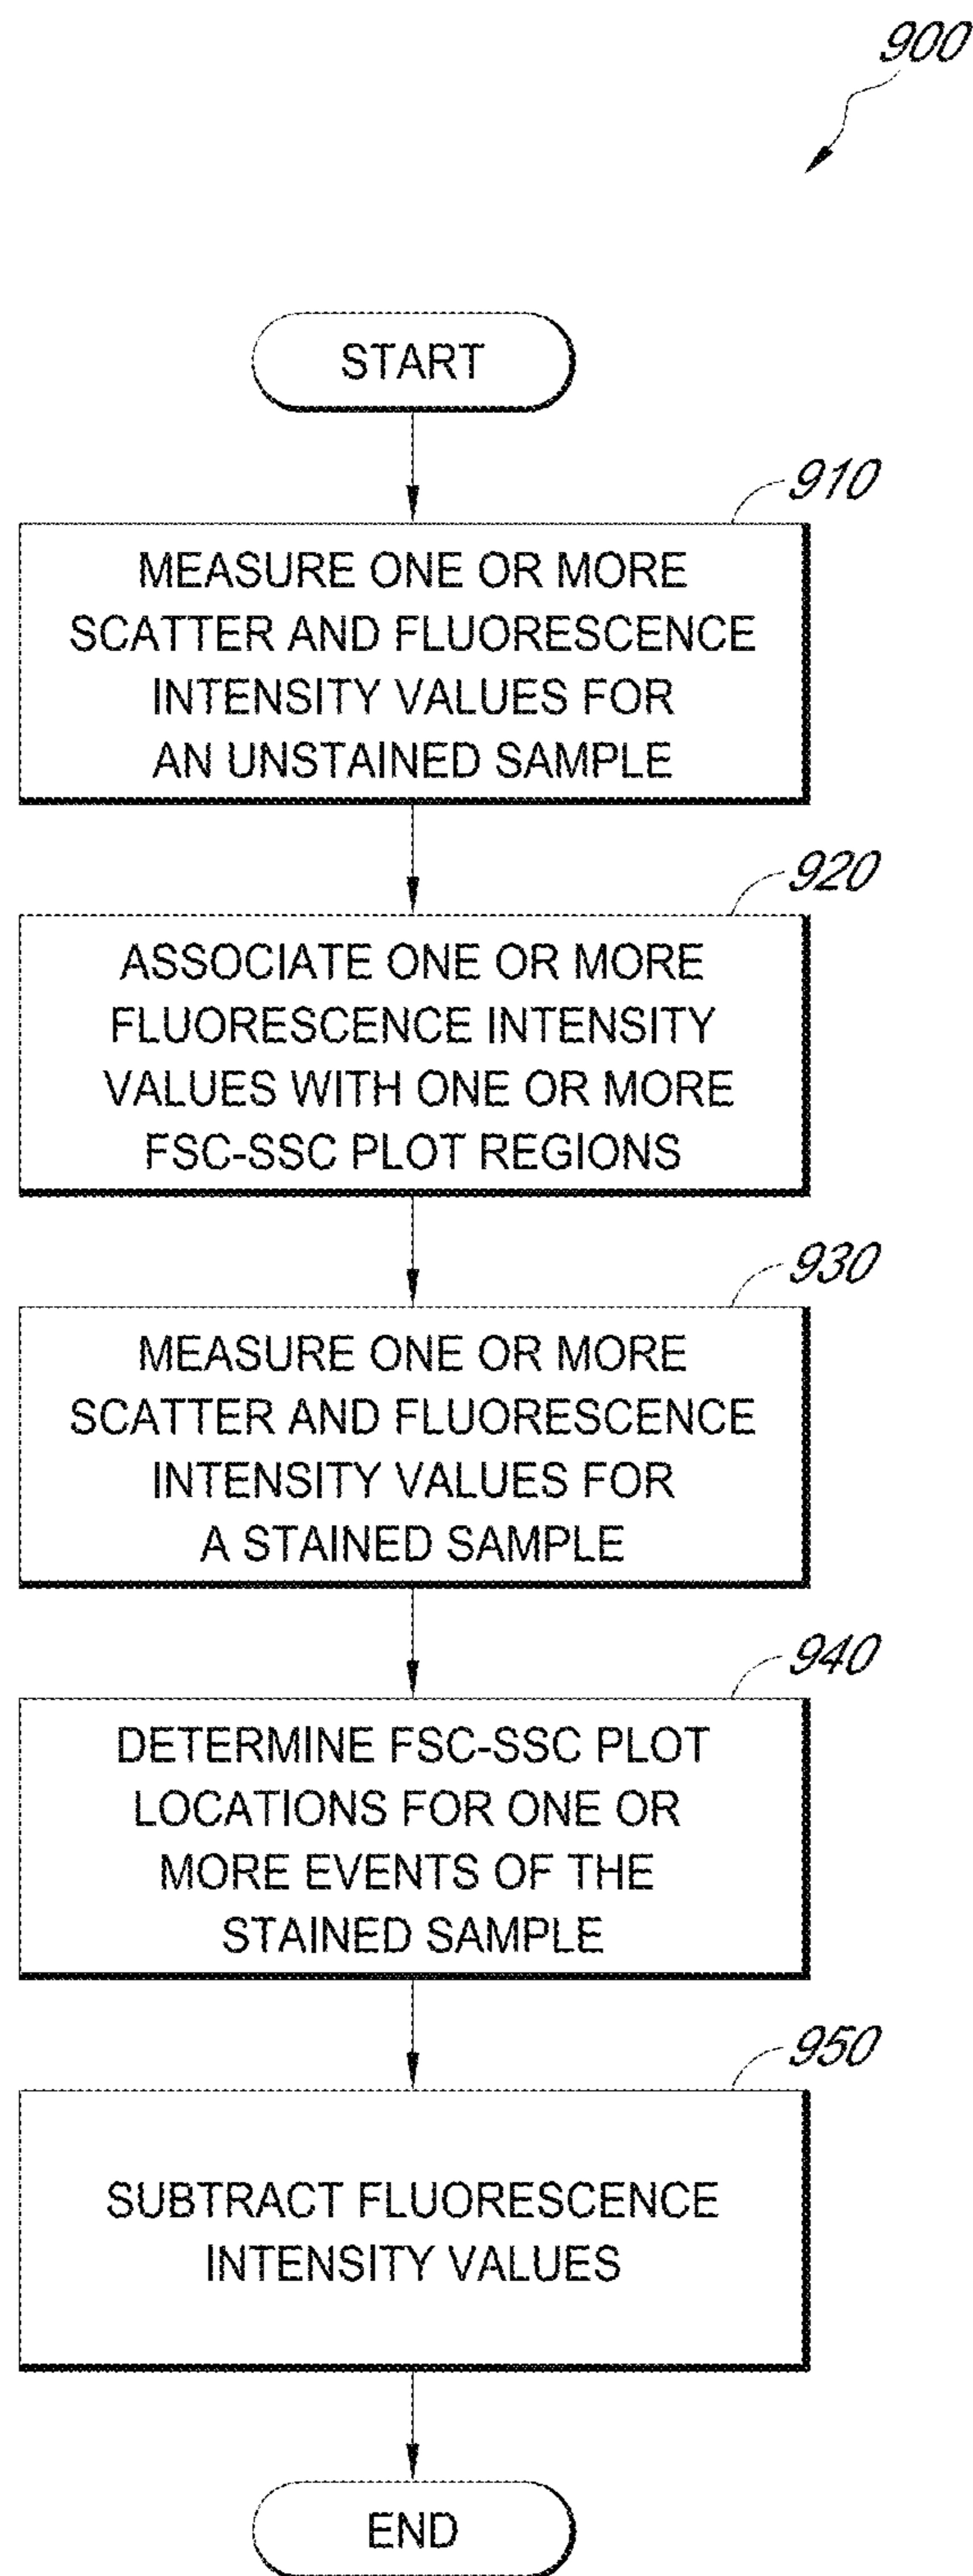 900
START
910
MEASURE ONE OR MORE
SCATTER AND FLUORESCENCE
INTENSITY VALUES FOR
AN UNSTAINED SAMPLE
920
ASSOCIATE ONE OR MORE
FLUORESCENCE INTENSITY
VALUES WITH ONE OR MORE
FSC-SSC PLOT REGIONS
930
MEASURE ONE OR MORE
SCATTER AND FLUORESCENCE
INTENSITY VALUES FOR
A STAINED SAMPLE
940
DETERMINE FSC-SSC PLOT
LOCATIONS FOR ONE OR
MORE EVENTS OF THE
STAINED SAMPLE
950
SUBTRACT FLUORESCENCE
INTENSITY VALUES
END